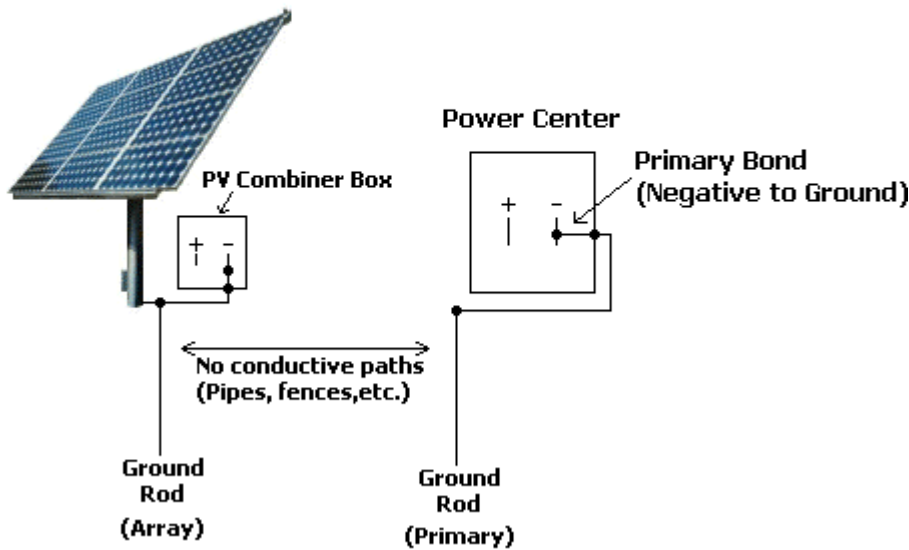 Power Center
PV Combiner Box
+ -
Primary Bond
(Negative to Ground)
+ -
No conductive paths
(Pipes, fences,etc.)
Ground
Rod
(Array)
Ground
Rod
(Primary)